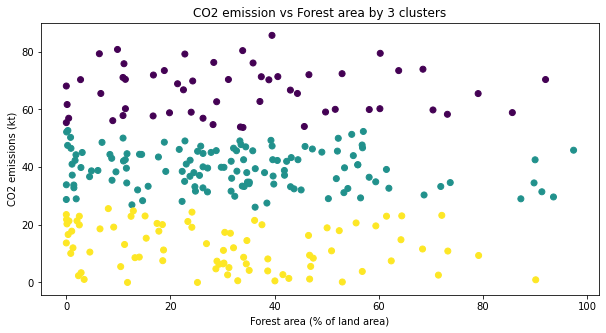 CO2 emission vs Forest area by 3 clusters
CO2 emissions (kt)
80
60
40
20
0
0 20 40 60 80 100
Forest area (% of land area)